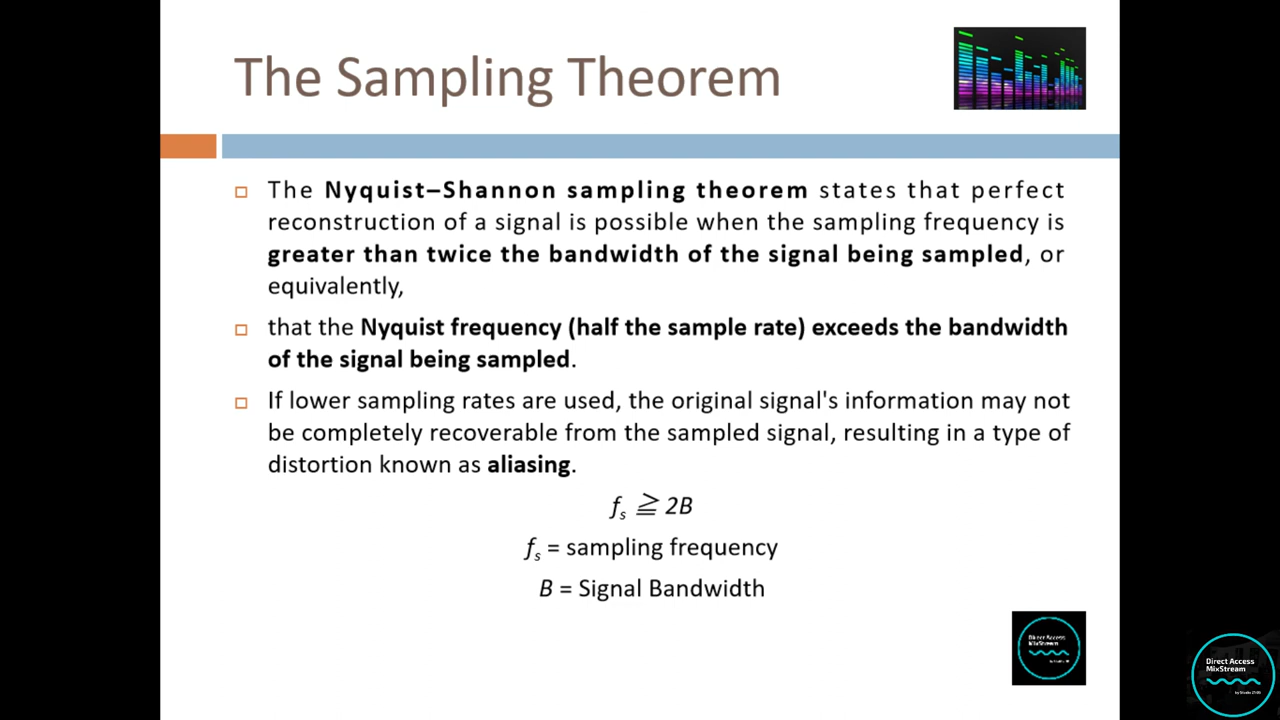 The Sampling Theorem
The Nyquist–Shannon sampling theorem states that perfect
reconstruction of a signal is possible when the sampling frequency is
greater than twice the bandwidth of the signal being sampled, or
equivalently,
that the Nyquist frequency (half the sample rate) exceeds the bandwidth
of the signal being sampled.
If lower sampling rates are used, the original signal's information may not
be completely recoverable from the sampled signal, resulting in a type of
distortion known as aliasing.
fs ≧ 2B
fs = sampling frequency
B = Signal Bandwidth
Direct Access
MixStream
Direct Access
MixStream